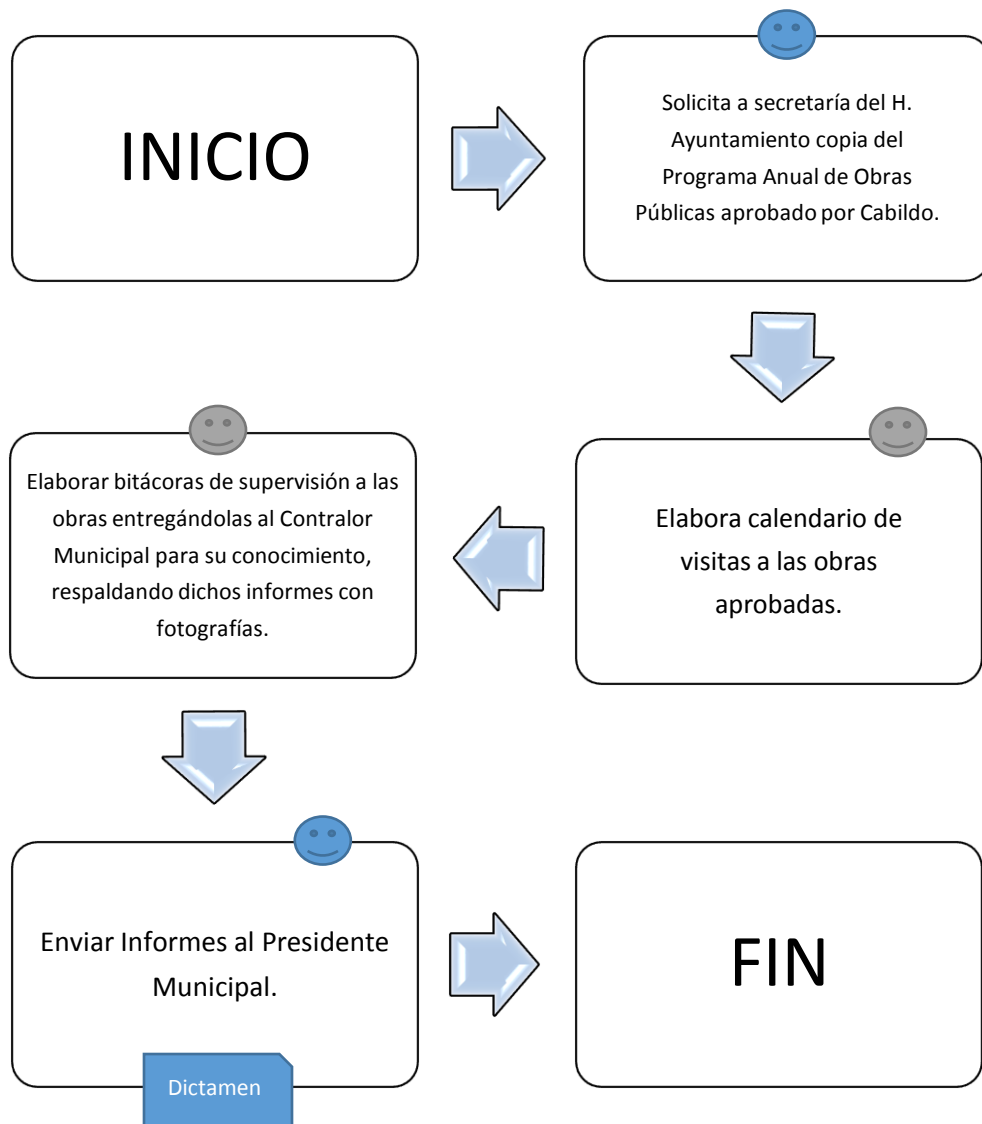 INICIO
Solicita a secretaría del H.
Ayuntamiento copia del
Programa Anual de Obras
Públicas aprobado por Cabildo.
Elabora calendario de
visitas a las obras
aprobadas.
Elaborar bitácoras de supervisión a las
obras entregándolas al Contralor
Municipal para su conocimiento,
respaldando dichos informes con
fotografías.
Enviar Informes al Presidente
Municipal.
Dictamen
FIN